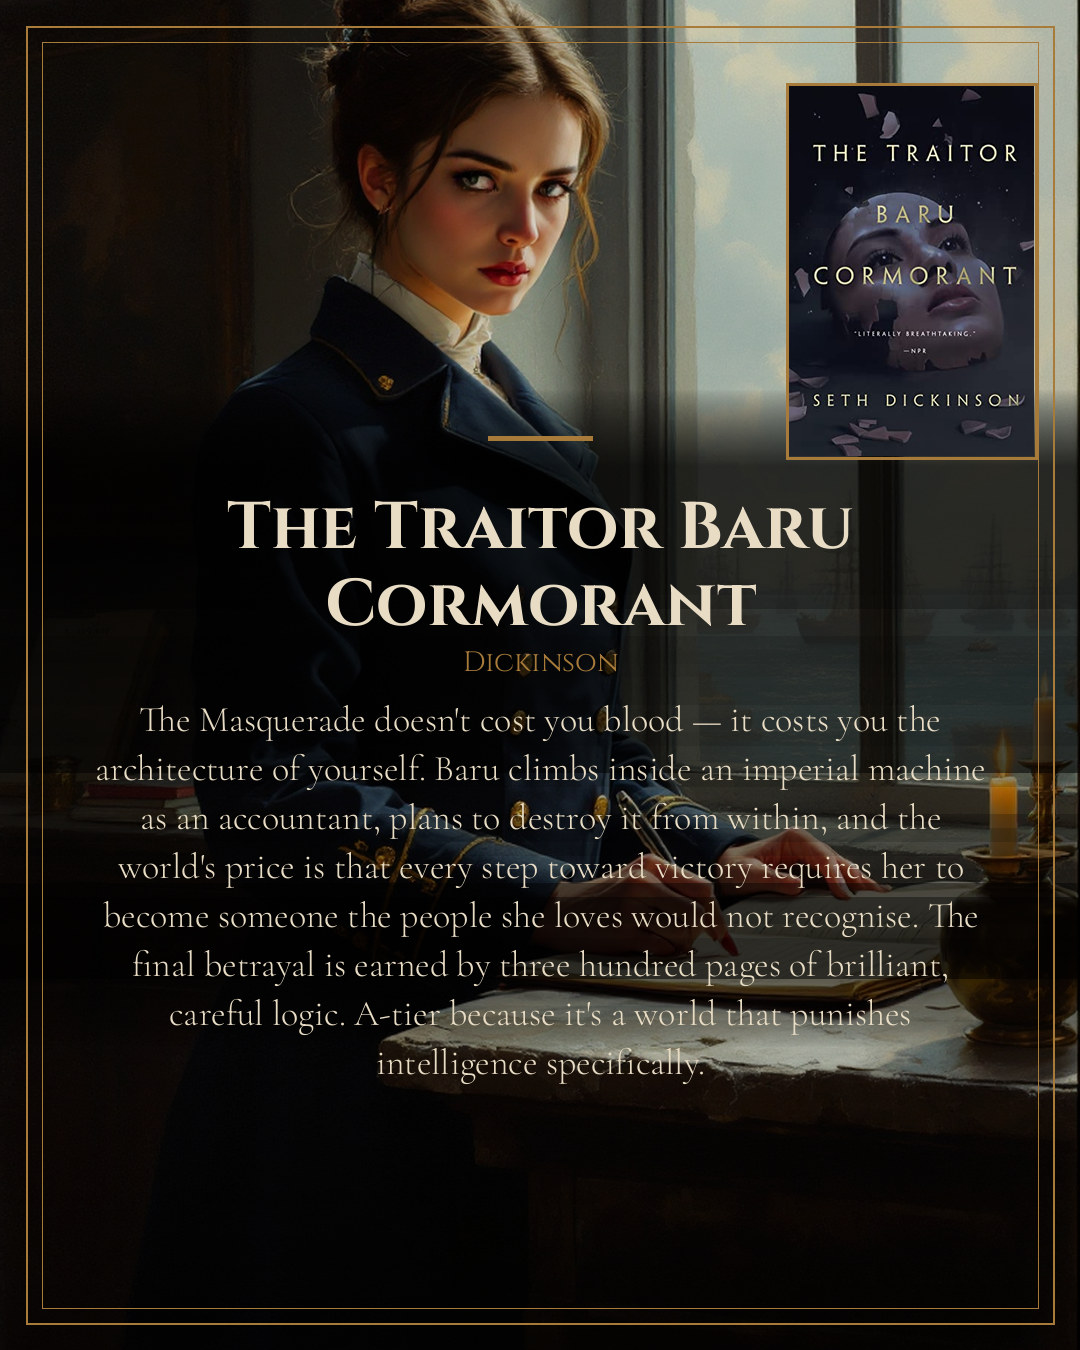 THE TRAITOR
BARU
CORMORANT
"LITERALLY BREATHTAKING."
—NPR
SETH DICKINSON
The Traitor Baru
Cormorant
Dickinson
The Masquerade doesn't cost you blood — it costs you the
architecture of yourself. Baru climbs inside an imperial machine
as an accountant, plans to destroy it from within, and the
world's price is that every step toward victory requires her to
become someone the people she loves would not recognise. The
final betrayal is earned by three hundred pages of brilliant,
careful logic. A-tier because it's a world that punishes
intelligence specifically.